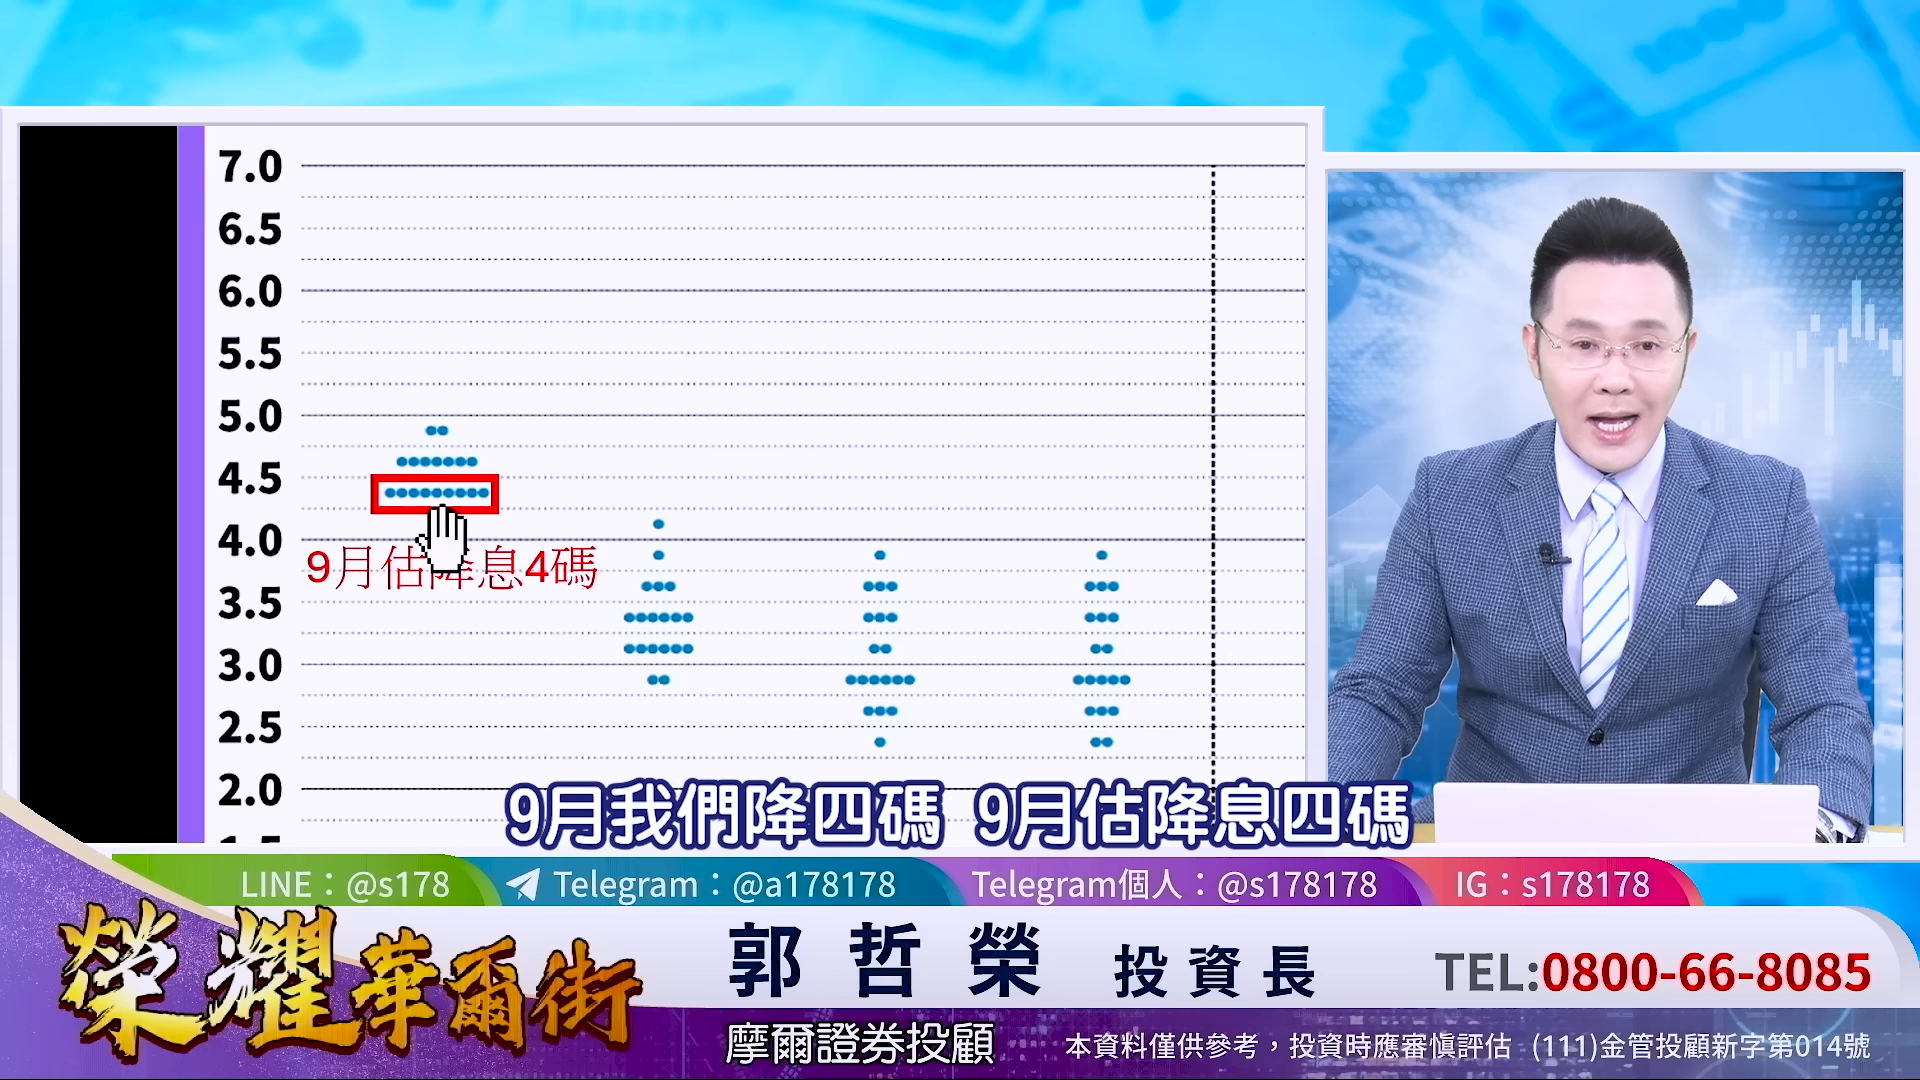 7.0
6.5
6.0
5.5
5.0
4.5
4.0
3.5
3.0
2.5
2.0
9月估降息4碼
9月我們降四碼 9月估降息四碼
LINE：@s178
Telegram：@a178178
Telegram個人：@s178178
IG：s178178
榮耀華爾街
郭哲榮 投資長
TEL:0800-66-8085
摩爾證券投顧
本資料僅供參考，投資時應審慎評估 (111)金管投顧新字第014號